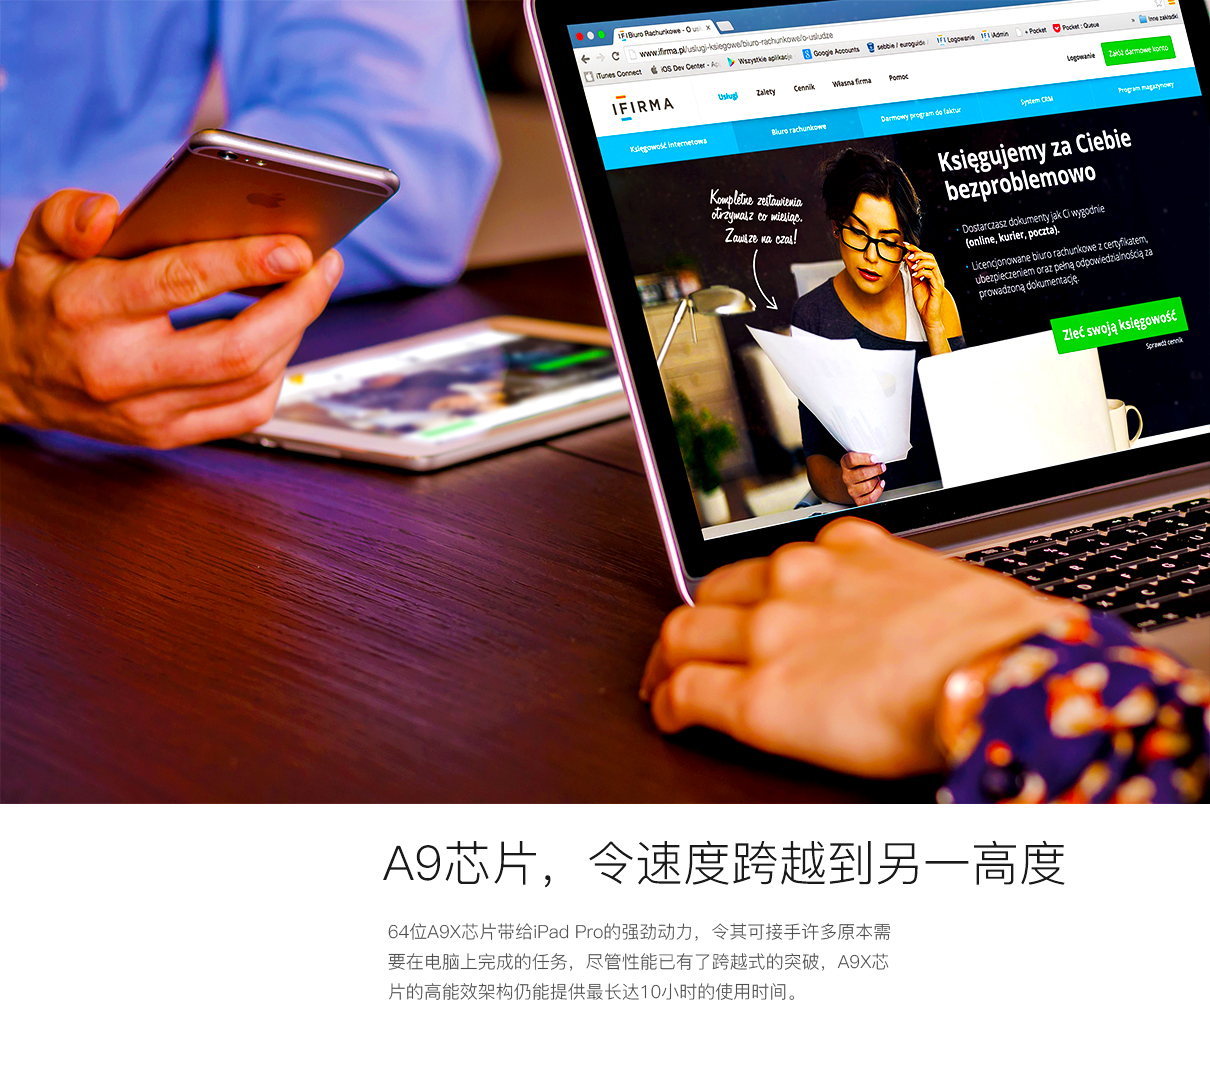 iFirma Biuro Rachunkowe - O usł
www.ifirma.pl/uslugi-ksiegowe/biuro-rachunkowe/o-usludze
iTunes Connect
iOS Dev Center - Ap
Wszystkie aplikacje
Google Accounts
sebbie / euroguide /
Logowanie
iAdmin
+ Pocket
Pocket :: Queue
»
Inne zakładki
IFIRMA
Usługi
Zalety
Cennik
Własna firma
Pomoc
Logowanie
Załóż darmowe konto
Księgowość internetowa
Biuro rachunkowe
Darmowy program do faktur
System CRM
Program magazynowy
Kompletne zestawienia
otrzymasz co miesiąc.
Zawsze na czas!
Księgujemy za Ciebie
bezproblemowo
Dostarczasz dokumenty jak Ci wygodnie
(online, kurier, poczta).
Licencjonowane biuro rachunkowe z certyfikatem,
ubezpieczeniem oraz pełną odpowiedzialnością za
prowadzoną dokumentację.
Zleć swoją księgowość
Sprawdź cennik
A9芯片，令速度跨越到另一高度
64位A9X芯片带给iPad Pro的强劲动力，令其可接手许多原本需
要在电脑上完成的任务，尽管性能已有了跨越式的突破，A9X芯
片的高能效架构仍能提供最长达10小时的使用时间。